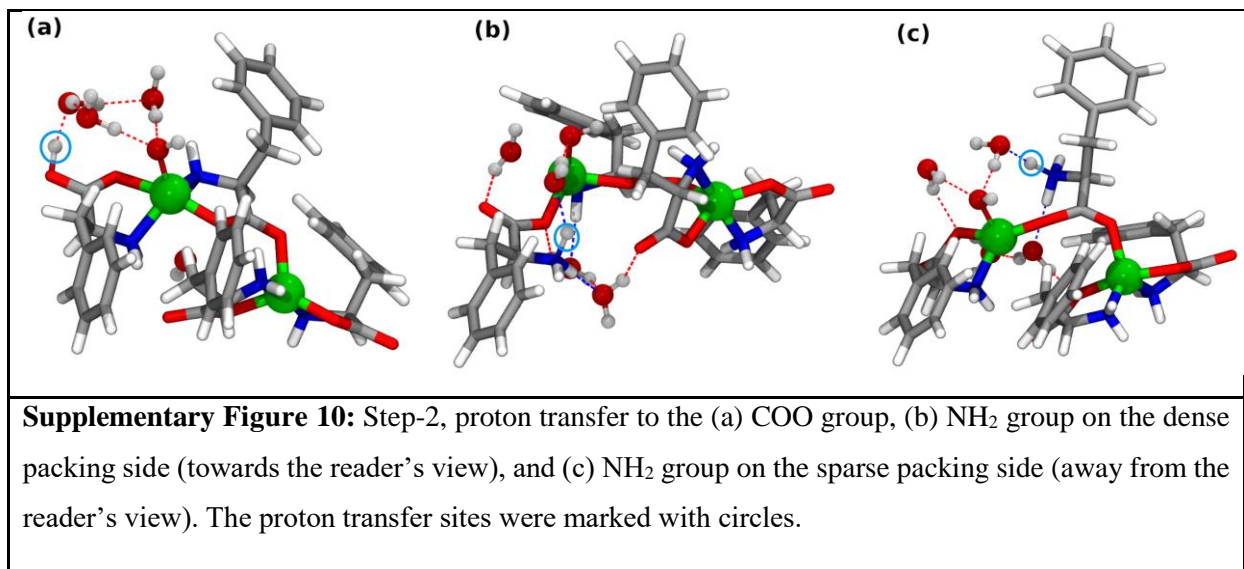 (a)
(b)
(c)
Supplementary Figure 10: Step-2, proton transfer to the (a) COO group, (b) NH₂ group on the dense
packing side (towards the reader’s view), and (c) NH₂ group on the sparse packing side (away from the
reader’s view). The proton transfer sites were marked with circles.